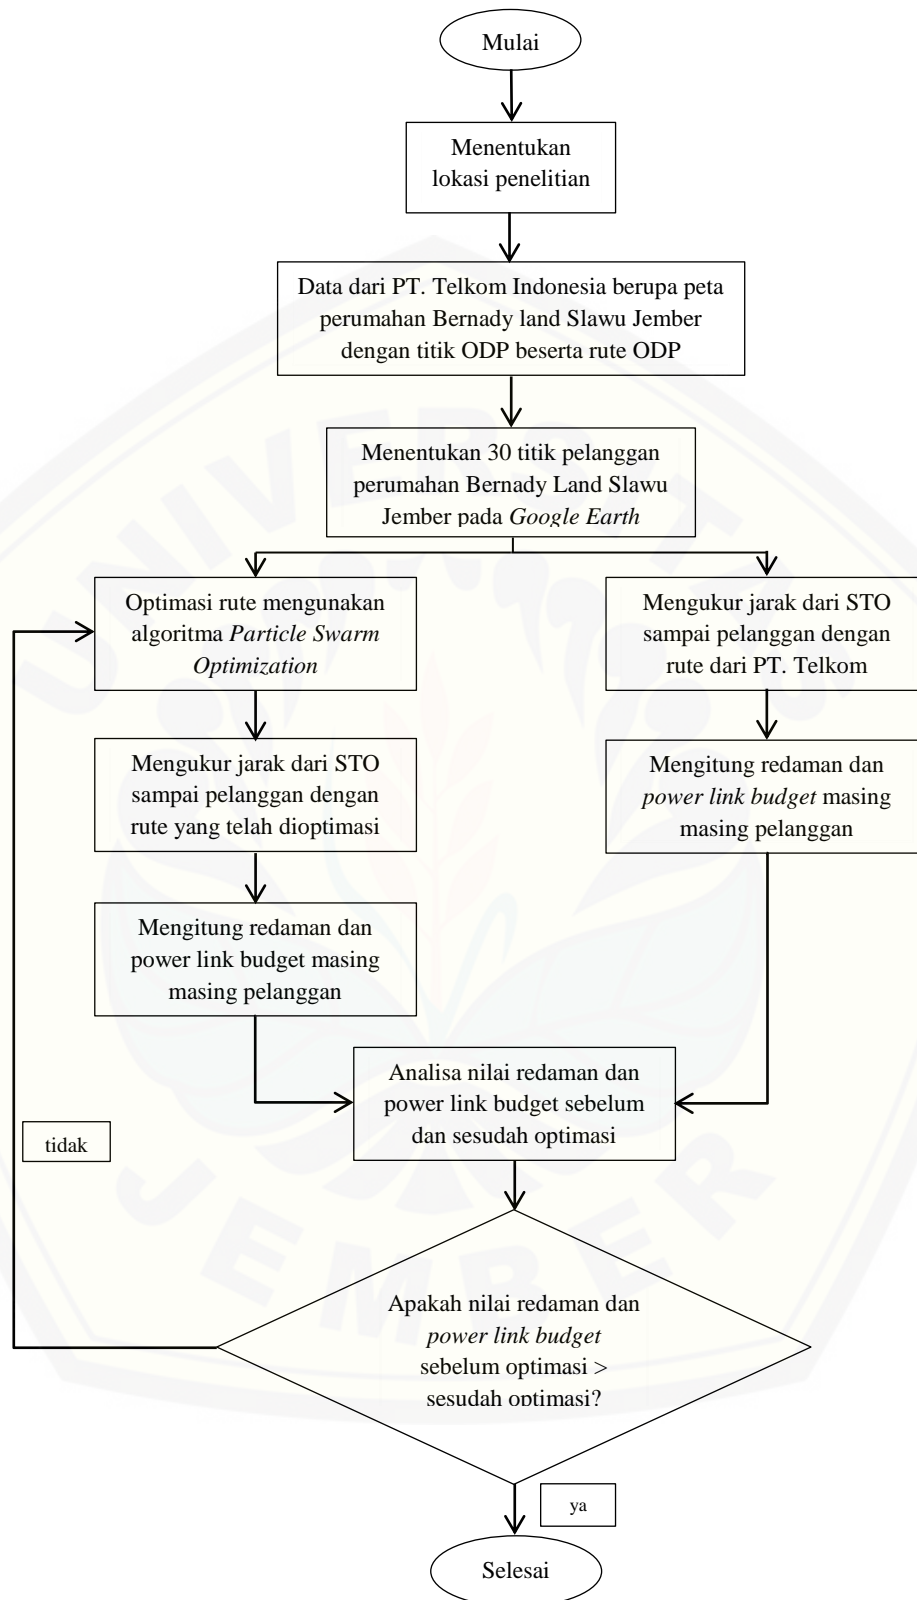 Mulai
Menentukan
lokasi penelitian
Data dari PT. Telkom Indonesia berupa peta
perumahan Bernady land Slawu Jember
dengan titik ODP beserta rute ODP
Menentukan 30 titik pelanggan
perumahan Bernady Land Slawu
Jember pada Google Earth
Optimasi rute mengunakan
algoritma Particle Swarm
Optimization
Mengukur jarak dari STO
sampai pelanggan dengan
rute dari PT. Telkom
Mengukur jarak dari STO
sampai pelanggan dengan
rute yang telah dioptimasi
Mengitung redaman dan
power link budget masing
masing pelanggan
Mengitung redaman dan
power link budget masing
masing pelanggan
Analisa nilai redaman dan
power link budget sebelum
dan sesudah optimasi
tidak
Apakah nilai redaman dan
power link budget
sebelum optimasi >
sesudah optimasi?
ya
Selesai
UNIVERSITAS
JEMBER